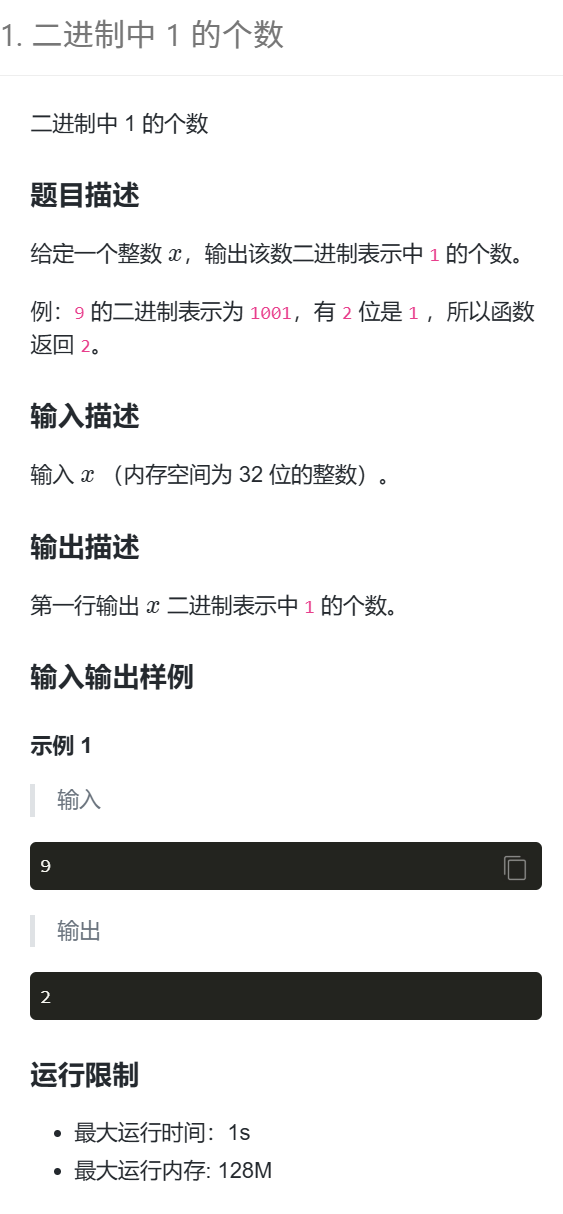 1. 二进制中 1 的个数
二进制中 1 的个数
题目描述
给定一个整数 x，输出该数二进制表示中 1 的个数。
例：9 的二进制表示为 1001，有 2 位是 1 ，所以函数
返回 2。
输入描述
输入 x （内存空间为 32 位的整数）。
输出描述
第一行输出 x 二进制表示中 1 的个数。
输入输出样例
示例 1
输入
9
输出
2
运行限制
• 最大运行时间：1s
• 最大运行内存: 128M